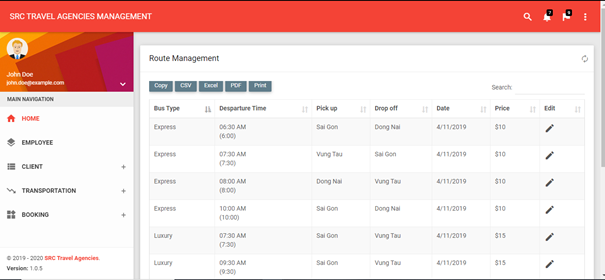 SRC TRAVEL AGENCIES MANAGEMENT
7
9
John Doe
john.doe@example.com
MAIN NAVIGATION
HOME
EMPLOYEE
CLIENT +
TRANSPORTATION +
BOOKING +
© 2019 - 2020 SRC Travel Agencies.
Version: 1.0.5
Route Management
Copy CSV Excel PDF Print
Search:
Bus Type Desparture Time Pick up Drop off Date Price Edit
Express 06:30 AM Sai Gon Dong Nai 4/11/2019 $10
(6:00)
Express 07:30 AM Vung Tau Sai Gon 4/11/2019 $10
(7:30)
Express 08:00 AM Dong Nai Vung Tau 4/11/2019 $10
(8:00)
Express 10:00 AM Sai Gon Dong Nai 4/11/2019 $10
(10:00)
Luxury 07:30 AM Sai Gon Vung Tau 4/11/2019 $15
(7:30)
Luxury 09:30 AM Sai Gon Vung Tau 4/11/2019 $15
(9:30)